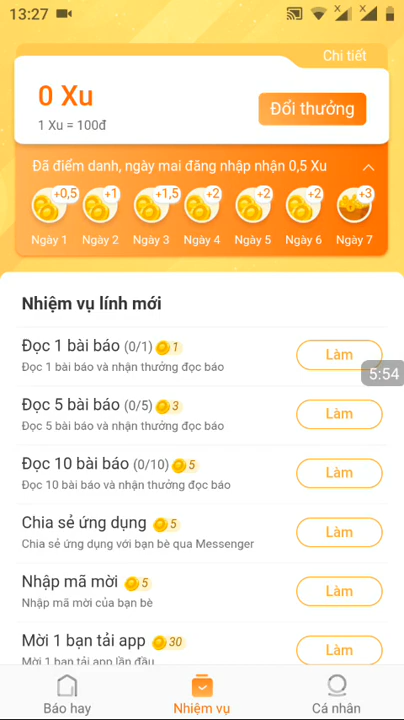 13:27
Chi tiết
0 Xu
1 Xu = 100đ
Đổi thưởng
Đã điểm danh, ngày mai đăng nhập nhận 0,5 Xu
+0,5 +1 +1,5 +2 +2 +2 +3
Ngày 1 Ngày 2 Ngày 3 Ngày 4 Ngày 5 Ngày 6 Ngày 7
Nhiệm vụ lính mới
Đọc 1 bài báo (0/1) 1
Đọc 1 bài báo và nhận thưởng đọc báo
Làm
5:54
Đọc 5 bài báo (0/5) 3
Đọc 5 bài báo và nhận thưởng đọc báo
Làm
Đọc 10 bài báo (0/10) 5
Đọc 10 bài báo và nhận thưởng đọc báo
Làm
Chia sẻ ứng dụng 5
Chia sẻ ứng dụng với bạn bè qua Messenger
Làm
Nhập mã mời 5
Nhập mã mời của bạn bè
Làm
Mời 1 bạn tải app 30
Mời 1 bạn tải app lần đầu
Làm
Báo hay Nhiệm vụ Cá nhân